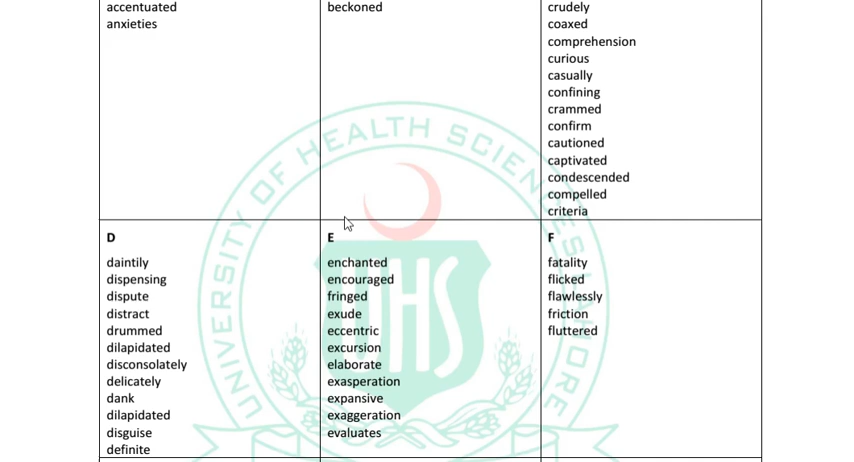 accentuated
anxieties
beckoned
crudely
coaxed
comprehension
curious
casually
confining
crammed
confirm
cautioned
captivated
condescended
compelled
criteria
D
daintily
dispensing
dispute
distract
drummed
dilapidated
disconsolately
delicately
dank
dilapidated
disguise
definite
E
enchanted
encouraged
fringed
exude
eccentric
excursion
elaborate
exasperation
expansive
exaggeration
evaluates
F
fatality
flicked
flawlessly
friction
fluttered
UNIVERSITY OF HEALTH SCIENCES LAHORE
UHS